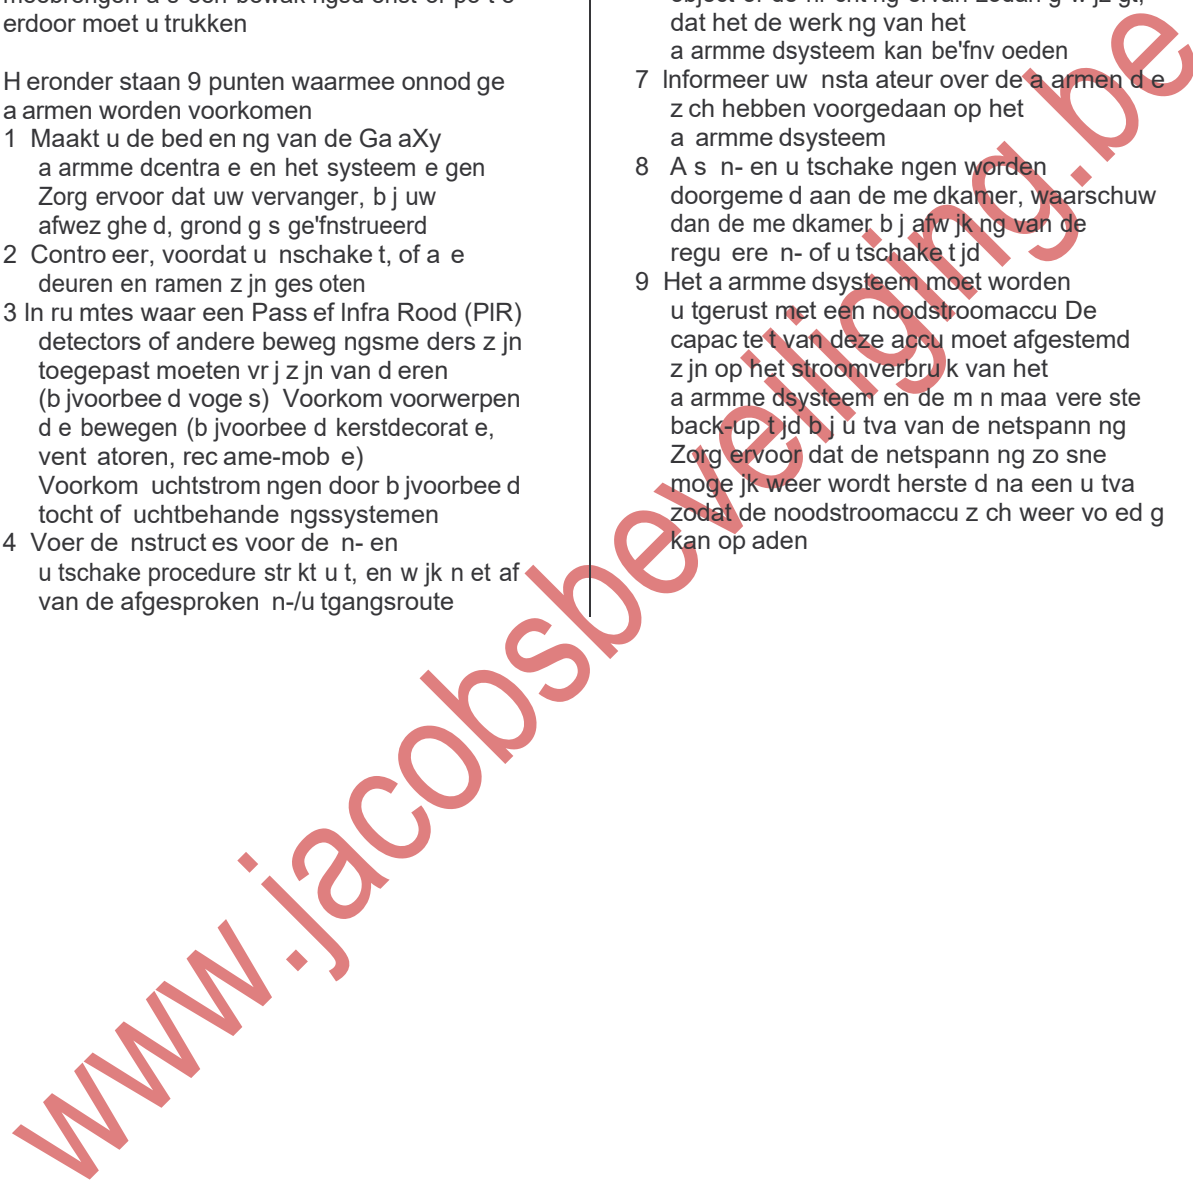 erdoor moet u trukken
H eronder staan 9 punten waarmee onnod ge
a armen worden voorkomen
1 Maakt u de bed en ng van de Ga aXy
a armme dcentra e en het systeem e gen
Zorg ervoor dat uw vervanger, b j uw
afwez ghe d, grond g s ge'fnstrueerd
2 Contro eer, voordat u nschake t, of a e
deuren en ramen z jn ges oten
3 In ru mtes waar een Pass ef Infra Rood (PIR)
detectors of andere beweg ngsme ders z jn
toegepast moeten vr j z jn van d eren
(b jvoorbee d voge s) Voorkom voorwerpen
d e bewegen (b jvoorbee d kerstdecorat e,
vent atoren, rec ame-mob e)
Voorkom uchtstrom ngen door b jvoorbee d
tocht of uchtbehande ngssystemen
4 Voer de nstruct es voor de n- en
u tschake procedure str kt u t, en w jk n et af
van de afgesproken n-/u tgangsroute
dat het de werk ng van het
a armme dsysteem kan be'fnv oeden
7 Informeer uw nsta ateur over de a armen d e
z ch hebben voorgedaan op het
a armme dsysteem
8 A s n- en u tschake ngen worden
doorgeme d aan de me dkamer, waarschuw
dan de me dkamer b j afw jk ng van de
regu ere n- of u tschake t jd
9 Het a armme dsysteem moet worden
u tgerust met een noodstroomaccu De
capac te t van deze accu moet afgestemd
z jn op het stroomverbru k van het
a armme dsysteem en de m n maa vere ste
back-up t jd b j u tva van de netspann ng
Zorg ervoor dat de netspann ng zo sne
moge jk weer wordt herste d na een u tva
zodat de noodstroomaccu z ch weer vo ed g
kan op aden
www.jacobsbeveiliging.be